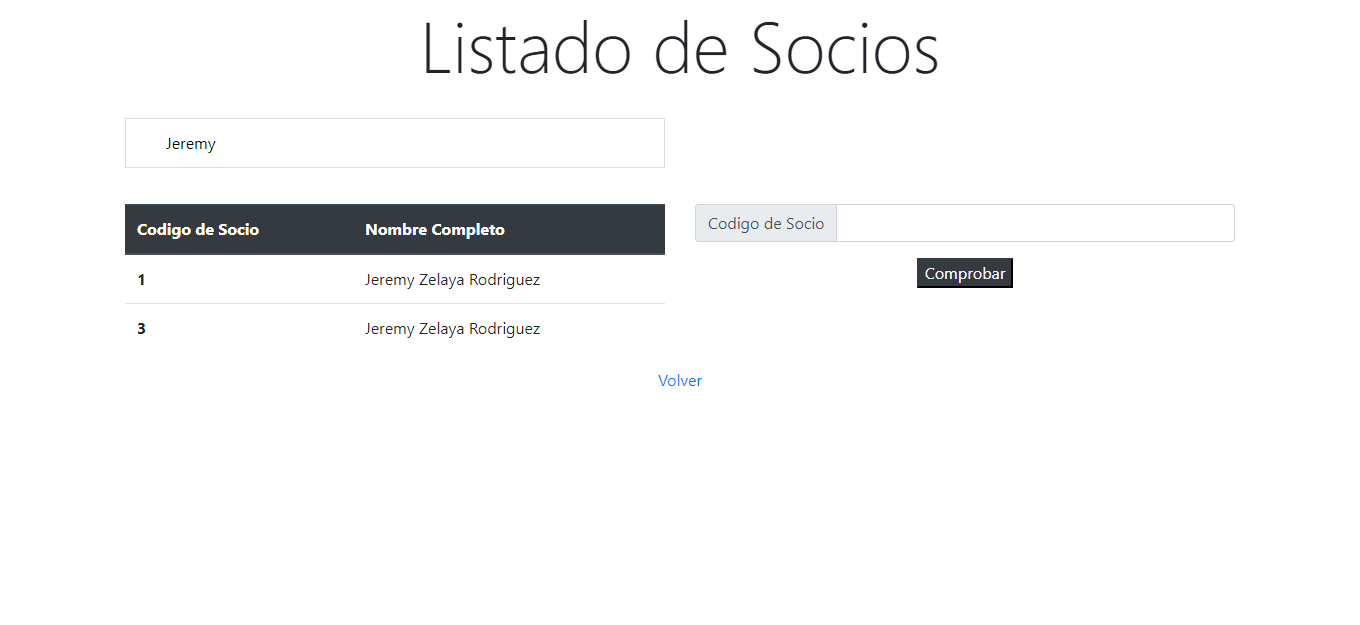 Listado de Socios
Jeremy
Codigo de Socio Nombre Completo
1 Jeremy Zelaya Rodriguez
3 Jeremy Zelaya Rodriguez
Codigo de Socio
Comprobar
Volver